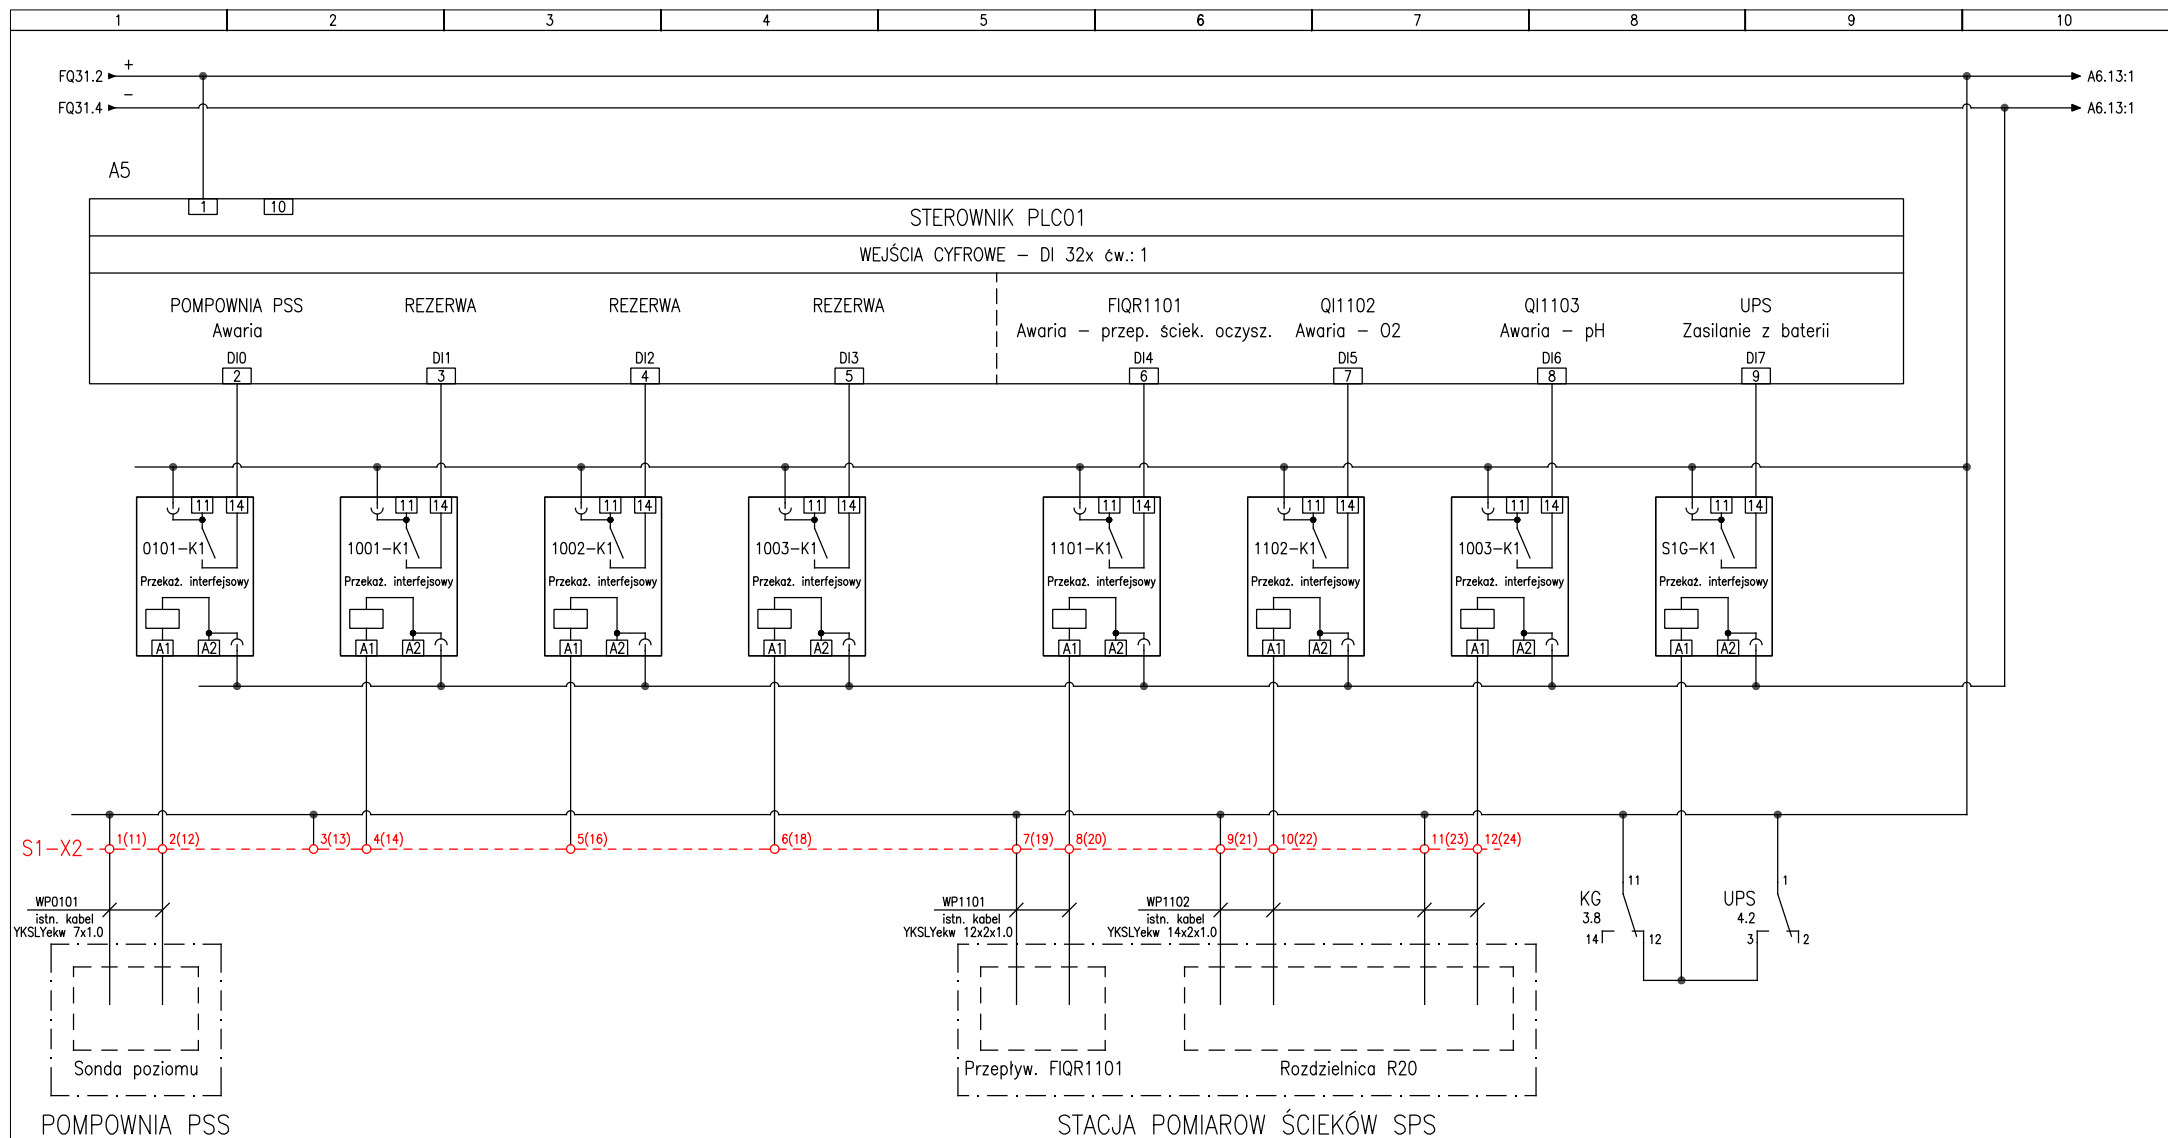 1 2 3 4 5 6 7 8 9 10
FQ31.2 + A6.13:1
FQ31.4 − A6.13:1
A5
1 10
STEROWNIK PLC01
WEJŚCIA CYFROWE − DI 32x ćw.: 1
POMPOWNIA PSS REZERWA REZERWA REZERWA FIQR1101 QI1102 QI1103 UPS
Awaria Awaria − przep. ściek. oczysz. Awaria − O2 Awaria − pH Zasilanie z baterii
DI0 DI1 DI2 DI3 DI4 DI5 DI6 DI7
2 3 4 5 6 7 8 9
11 14 11 14 11 14 11 14 11 14 11 14 11 14 11 14
0101−K1 1001−K1 1002−K1 1003−K1 1101−K1 1102−K1 1003−K1 S1G−K1
Przekaź. interfejsowy Przekaź. interfejsowy Przekaź. interfejsowy Przekaź. interfejsowy Przekaź. interfejsowy Przekaź. interfejsowy Przekaź. interfejsowy Przekaź. interfejsowy
A1 A2 A1 A2 A1 A2 A1 A2 A1 A2 A1 A2 A1 A2 A1 A2
S1−X2 1(11) 2(12) 3(13) 4(14) 5(16) 6(18) 7(19) 8(20) 9(21) 10(22) 11(23) 12(24)
WP0101
istn. kabel
YKSLYekw 7x1.0
WP1101
istn. kabel
YKSLYekw 12x2x1.0
WP1102
istn. kabel
YKSLYekw 14x2x1.0
11
KG
3.8
14 12
1
UPS
4.2
3 2
Sonda poziomu
Przepływ. FIQR1101
Rozdzielnica R20
POMPOWNIA PSS
STACJA POMIAROW ŚCIEKÓW SPS